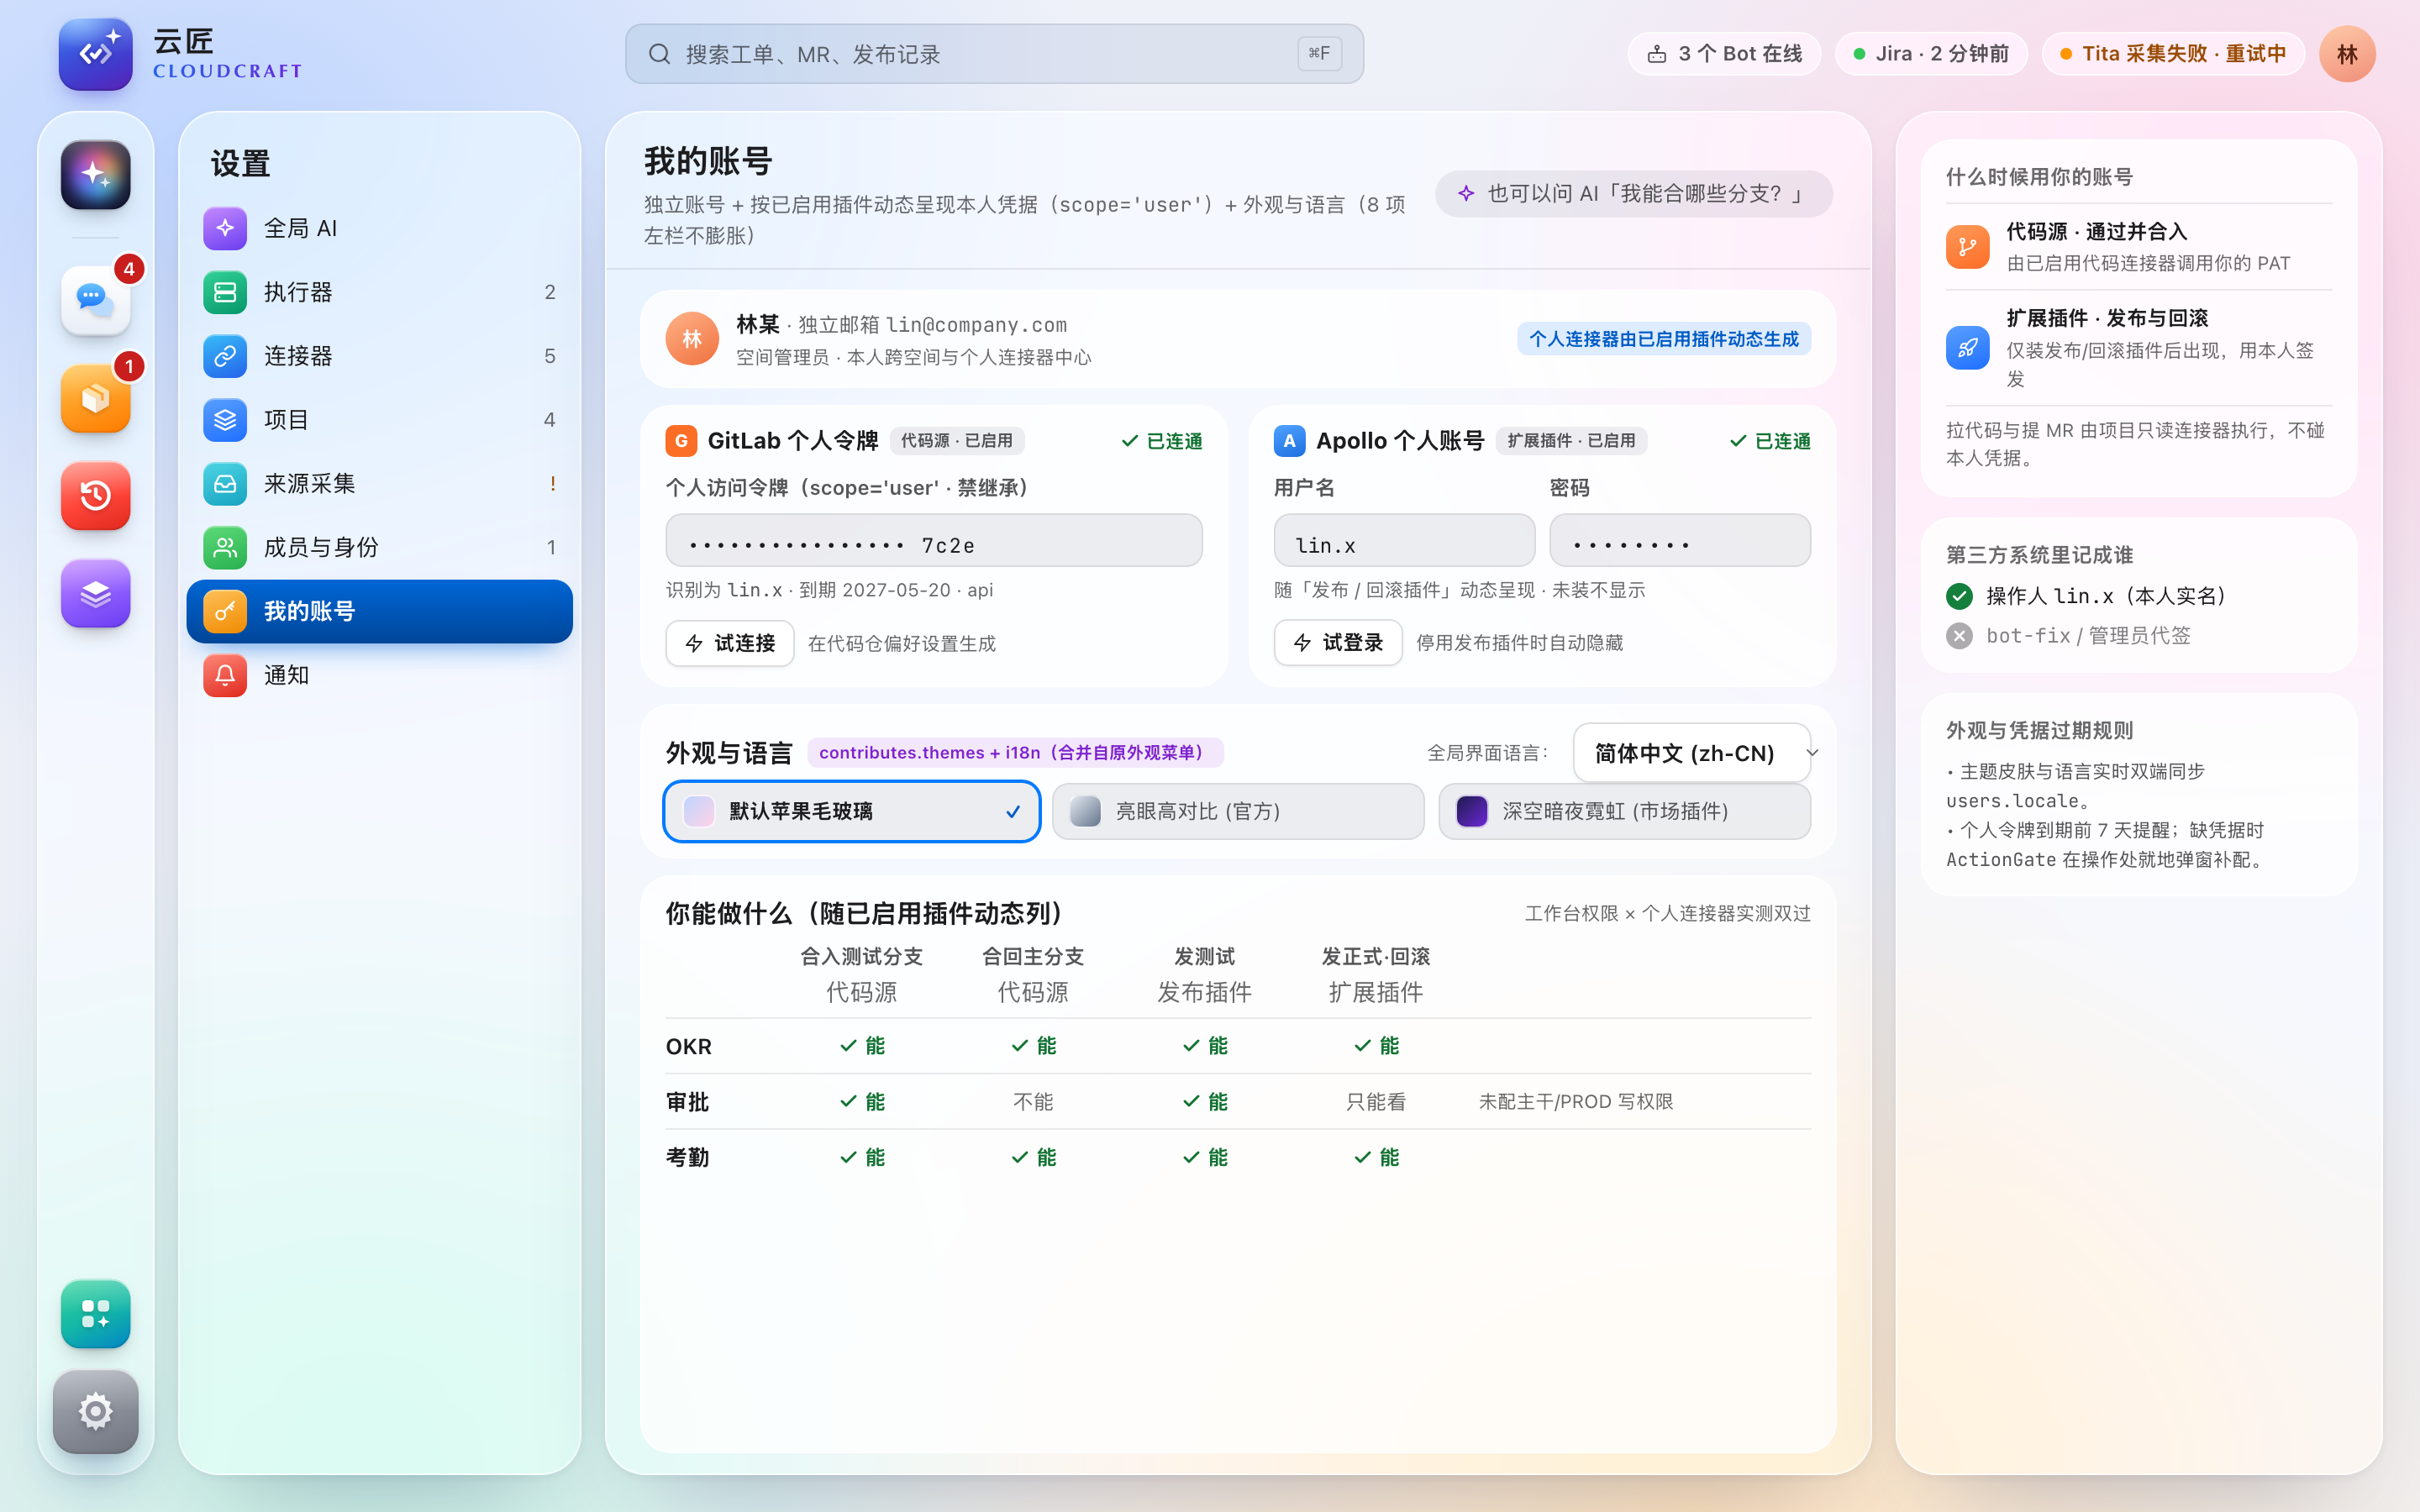 云匠
CLOUDCRAFT
搜索工单、MR、发布记录
⌘F
3 个 Bot 在线
Jira · 2 分钟前
Tita 采集失败 · 重试中
林
4
1
设置
全局 AI
执行器 2
连接器 5
项目 4
来源采集 !
成员与身份 1
我的账号
通知
我的账号
独立账号 + 按已启用插件动态呈现本人凭据（scope='user'）+ 外观与语言（8 项
左栏不膨胀）
也可以问 AI「我能合哪些分支？」
林
林某 · 独立邮箱 lin@company.com
空间管理员 · 本人跨空间与个人连接器中心
个人连接器由已启用插件动态生成
G GitLab 个人令牌 代码源 · 已启用 已连通
个人访问令牌（scope='user' · 禁继承）
•••••••••••••••• 7c2e
识别为 lin.x · 到期 2027-05-20 · api
试连接 在代码仓偏好设置生成
A Apollo 个人账号 扩展插件 · 已启用 已连通
用户名 密码
lin.x ••••••••
随「发布 / 回滚插件」动态呈现 · 未装不显示
试登录 停用发布插件时自动隐藏
外观与语言 contributes.themes + i18n（合并自原外观菜单） 全局界面语言： 简体中文 (zh-CN)
默认苹果毛玻璃 亮眼高对比 (官方) 深空暗夜霓虹 (市场插件)
你能做什么（随已启用插件动态列） 工作台权限 × 个人连接器实测双过
合入测试分支 合回主分支 发测试 发正式·回滚
代码源 代码源 发布插件 扩展插件
OKR ✓ 能 ✓ 能 ✓ 能 ✓ 能
审批 ✓ 能 不能 ✓ 能 只能看 未配主干/PROD 写权限
考勤 ✓ 能 ✓ 能 ✓ 能 ✓ 能
什么时候用你的账号
代码源 · 通过并合入
由已启用代码连接器调用你的 PAT
扩展插件 · 发布与回滚
仅装发布/回滚插件后出现，用本人签
发
拉代码与提 MR 由项目只读连接器执行，不碰
本人凭据。
第三方系统里记成谁
操作人 lin.x（本人实名）
bot-fix / 管理员代签
外观与凭据过期规则
• 主题皮肤与语言实时双端同步
users.locale。
• 个人令牌到期前 7 天提醒；缺凭据时
ActionGate 在操作处就地弹窗补配。